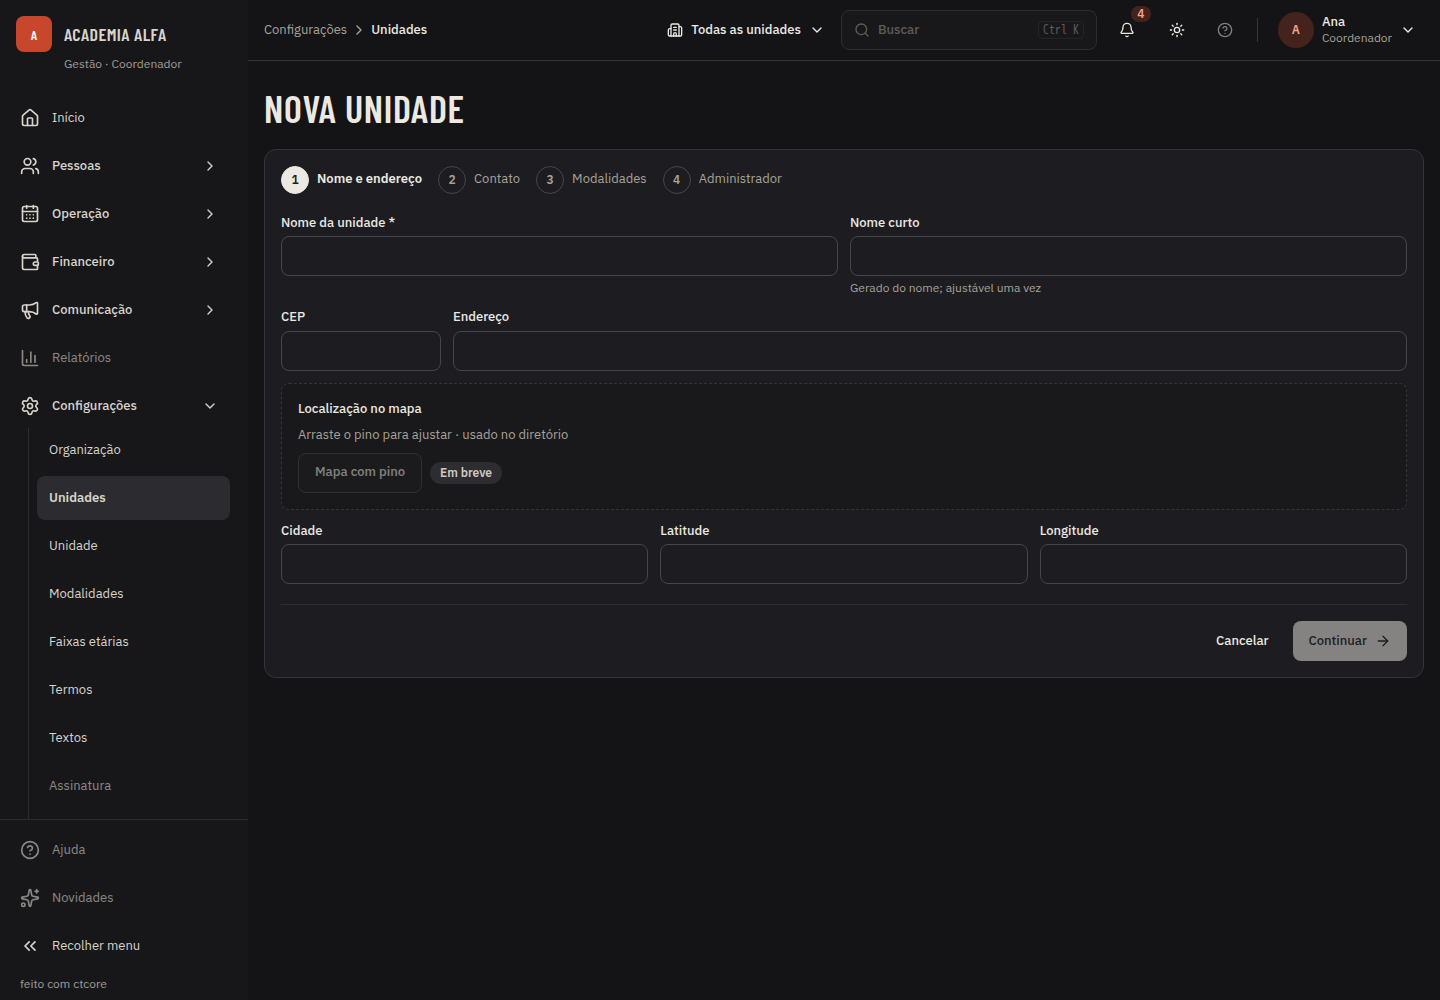 A
ACADEMIA ALFA
Gestão · Coordenador
Início
Pessoas
Operação
Financeiro
Comunicação
Relatórios
Configurações
Organização
Unidades
Unidade
Modalidades
Faixas etárias
Termos
Textos
Assinatura
Ajuda
Novidades
Recolher menu
feito com ctcore
Configurações > Unidades
Todas as unidades
Buscar
Ctrl K
4
A
Ana
Coordenador
NOVA UNIDADE
1 Nome e endereço 2 Contato 3 Modalidades 4 Administrador
Nome da unidade * Nome curto
Gerado do nome; ajustável uma vez
CEP Endereço
Localização no mapa
Arraste o pino para ajustar · usado no diretório
Mapa com pino Em breve
Cidade Latitude Longitude
Cancelar Continuar →